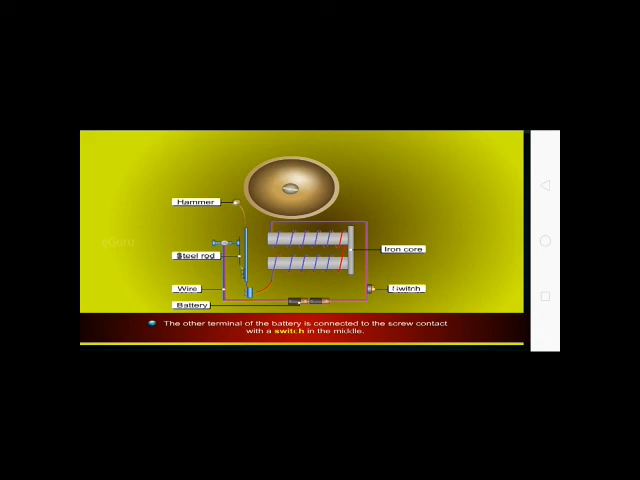 Hammer
eGuru
Steel rod
Iron core
Wire
Switch
Battery
The other terminal of the battery is connected to the screw contact
with a switch in the middle.